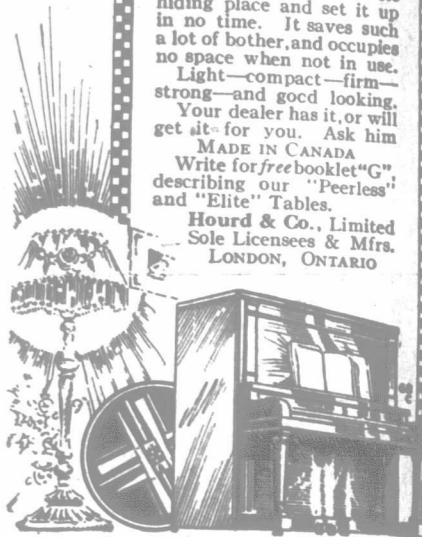 hiding place and set it up
in no time. It saves such
a lot of bother, and occupies
no space when not in use.
Light—compact—firm—
strong—and good looking.
Your dealer has it, or will
get it for you. Ask him
MADE IN CANADA
Write for free booklet "G",
describing our "Peerless"
and "Elite" Tables.
Hourd & Co., Limited
Sole Licensees & Mfrs.
LONDON, ONTARIO